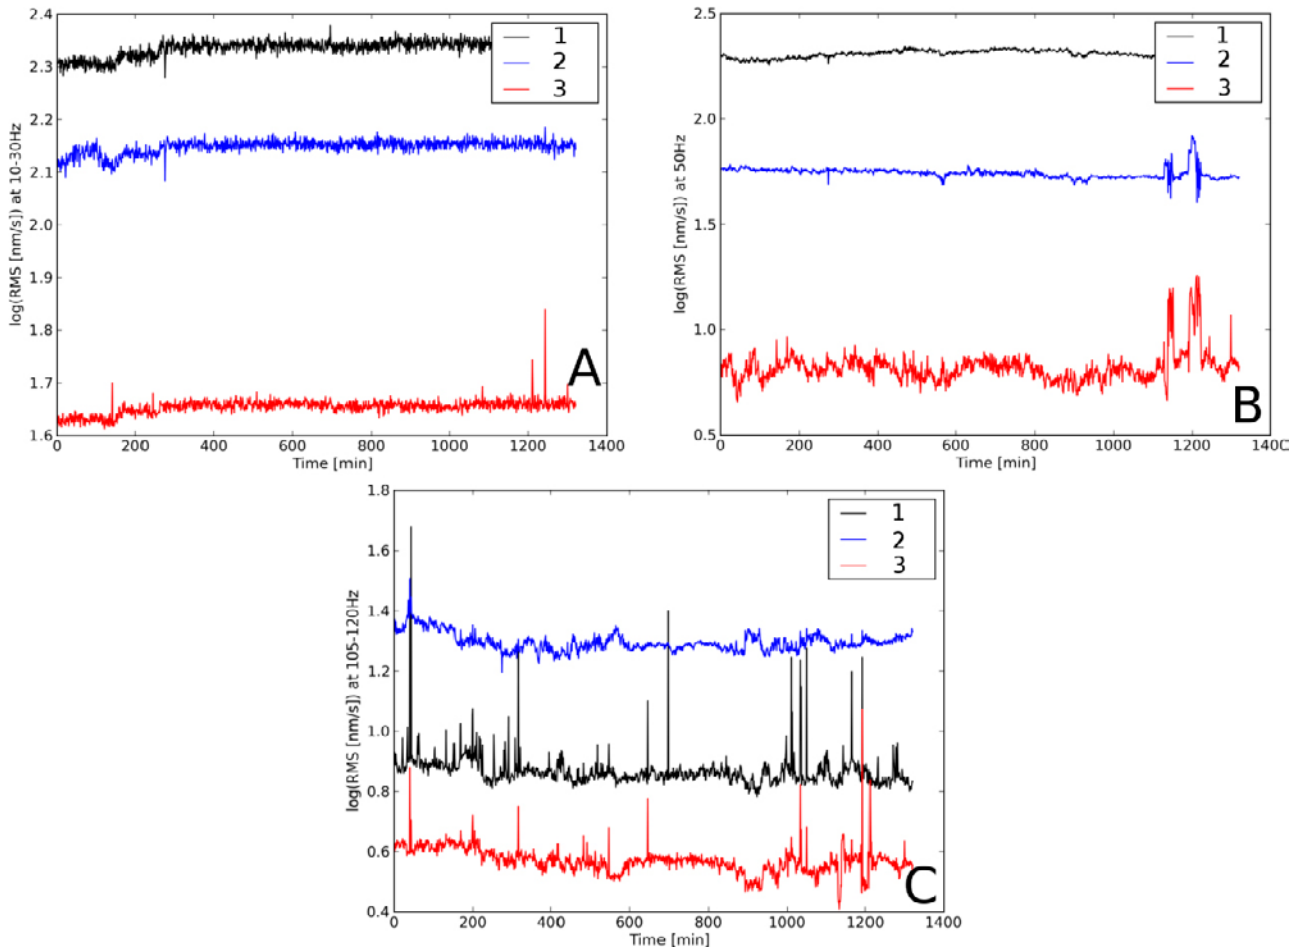 2.4
2.3
2.2
2.1
2.0
1.9
1.8
1.7
1.6
log(RMS [nm/s]) at 10-30Hz
0 200 400 600 800 1000 1200 1400
Time [min]
1
2
3
A
2.5
2.0
1.5
1.0
0.5
log(RMS [nm/s]) at 50Hz
0 200 400 600 800 1000 1200 140C
Time [min]
1
2
3
B
1.8
1.6
1.4
1.2
1.0
0.8
0.6
0.4
log(RMS [nm/s]) at 105-120Hz
0 200 400 600 800 1000 1200 1400
Time [min]
1
2
3
C